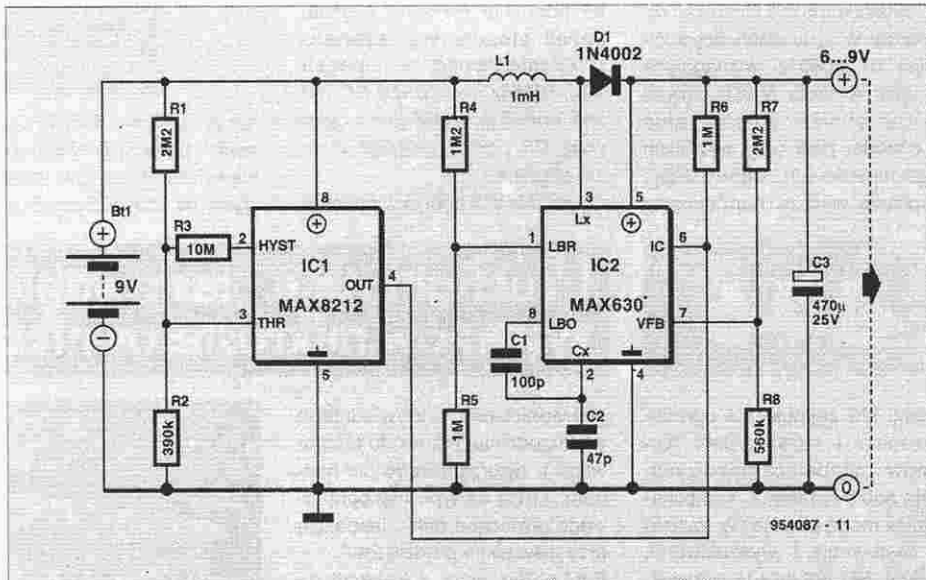 D1
1N4002
6...9V
L1
1mH
R1
2M2
R4
1M2
R6
1M
R7
2M2
Bt1
9V
R3
10M
8
2
HYST
IC1
MAX8212
OUT
4
3
THR
5
3
Lx
5
1
LBR
IC
6
IC2
MAX630*
8
LBO
VFB
7
Cx
2
4
C1
100p
C2
47p
C3
470µ
25V
R2
390k
R5
1M
R8
560k
0
954087 - 11